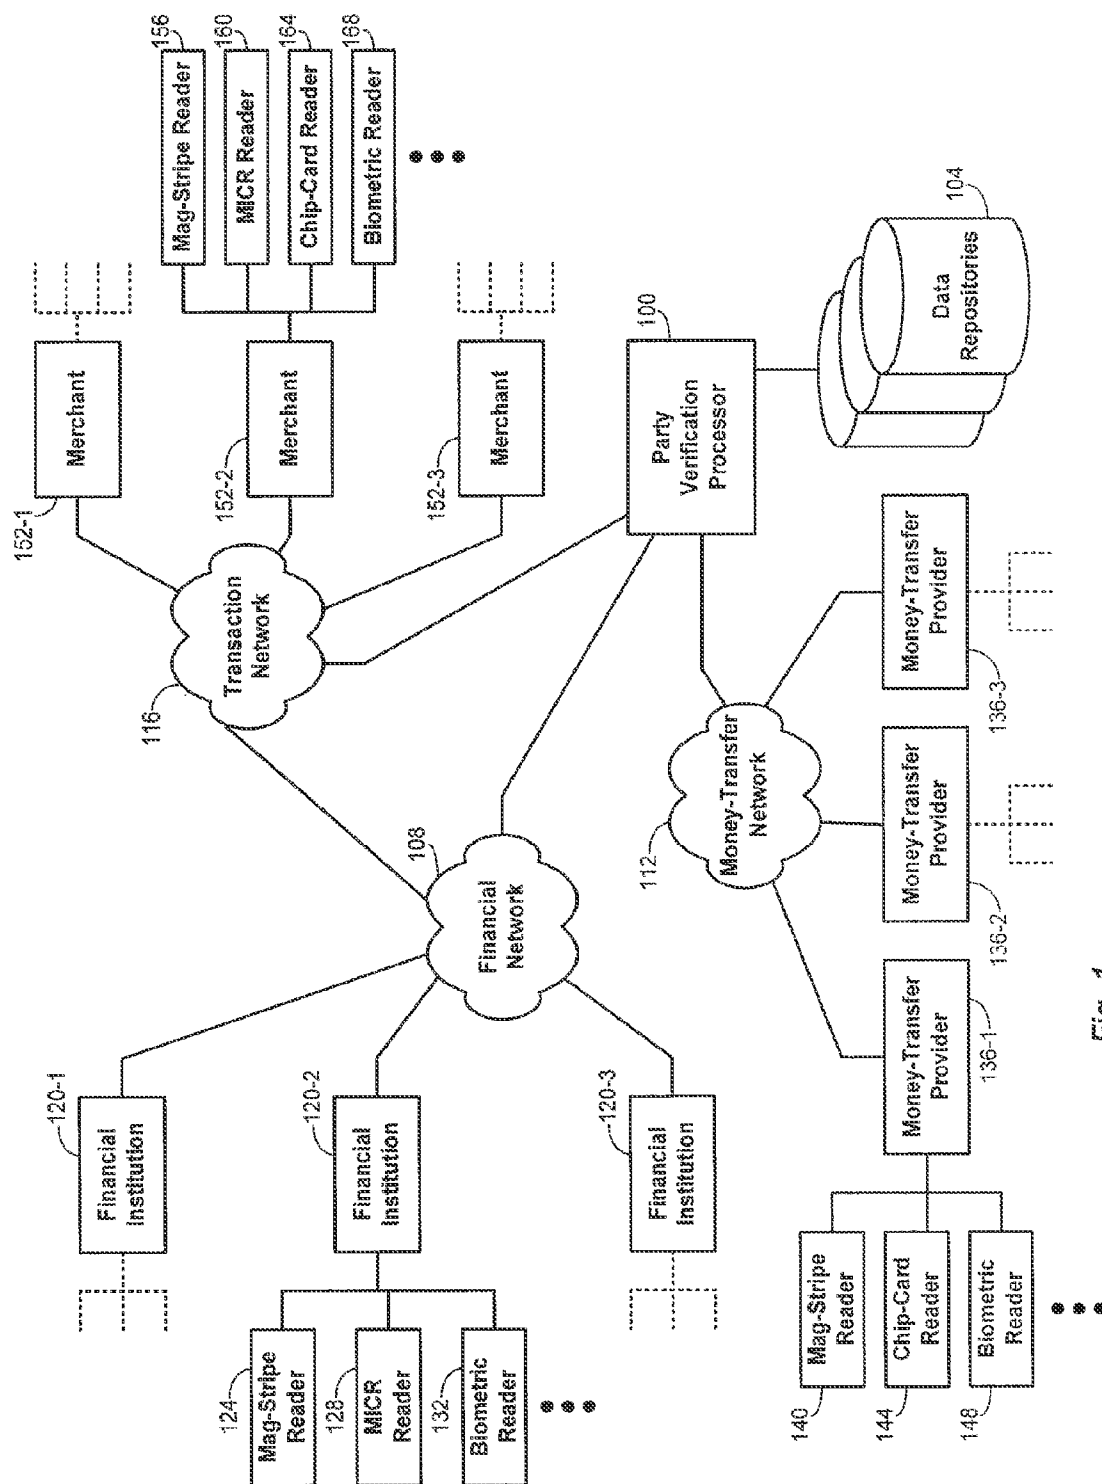 152-1
Merchant
120-1
Financial
Institution
116
Transaction
Network
156
Mag-Stripe Reader
160
MICR Reader
164
Chip-Card Reader
168
Biometric Reader
152-2
Merchant
124
Mag-Stripe
Reader
128
MICR
Reader
132
Biometric
Reader
120-2
Financial
Institution
108
Financial
Network
152-3
Merchant
120-3
Financial
Institution
100
Party
Verification
Processor
112
Money-Transfer
Network
104
Data
Repositories
140
Mag-Stripe
Reader
144
Chip-Card
Reader
148
Biometric
Reader
Money-Transfer
Provider
136-1
Money-Transfer
Provider
136-2
Money-Transfer
Provider
136-3
Fig. 1